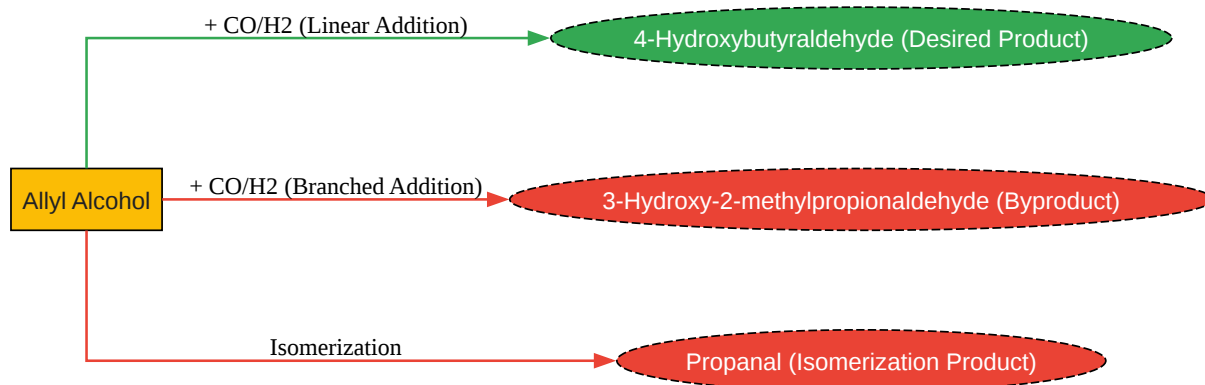 + CO/H2 (Linear Addition)
4-Hydroxybutyraldehyde (Desired Product)
Allyl Alcohol
+ CO/H2 (Branched Addition)
3-Hydroxy-2-methylpropionaldehyde (Byproduct)
Isomerization
Propanal (Isomerization Product)